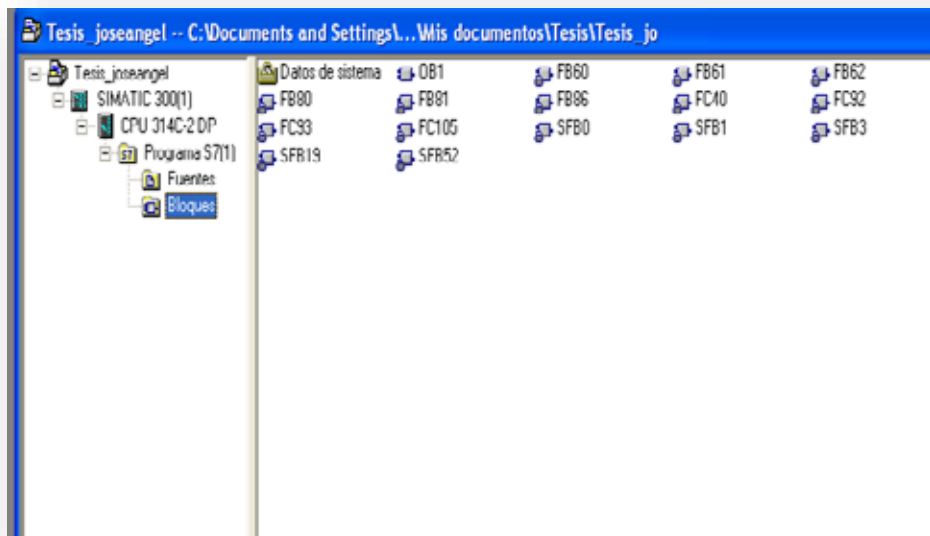 Tesis_joseangel -- C:\Documents and Settings\...\Mis documentos\Tesis\Tesis_jo
Tesis_joseangel
SIMATIC 300(1)
CPU 314C-2 DP
Programa S7(1)
Fuentes
Bloques
Datos de sistema OB1 FB60 FB61 FB62
FB80 FB81 FB86 FC40 FC92
FC93 FC105 SFB0 SFB1 SFB3
SFB19 SFB52